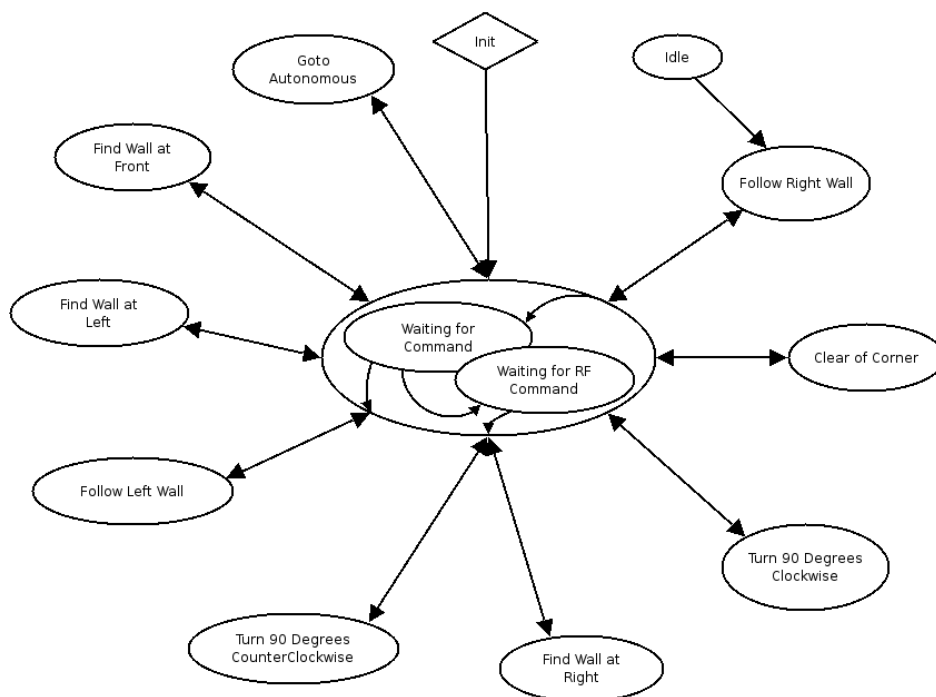 Init
Goto
Autonomous
Idle
Find Wall at
Front
Follow Right Wall
Find Wall at
Left
Waiting for
Command
Waiting for RF
Command
Clear of Corner
Follow Left Wall
Turn 90 Degrees
Clockwise
Turn 90 Degrees
CounterClockwise
Find Wall at
Right